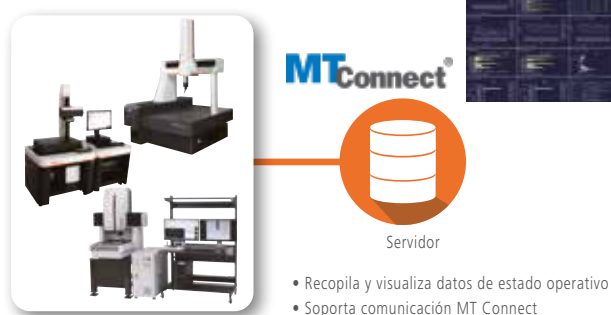 MTConnect®
Servidor
• Recopila y visualiza datos de estado operativo
• Soporta comunicación MT Connect